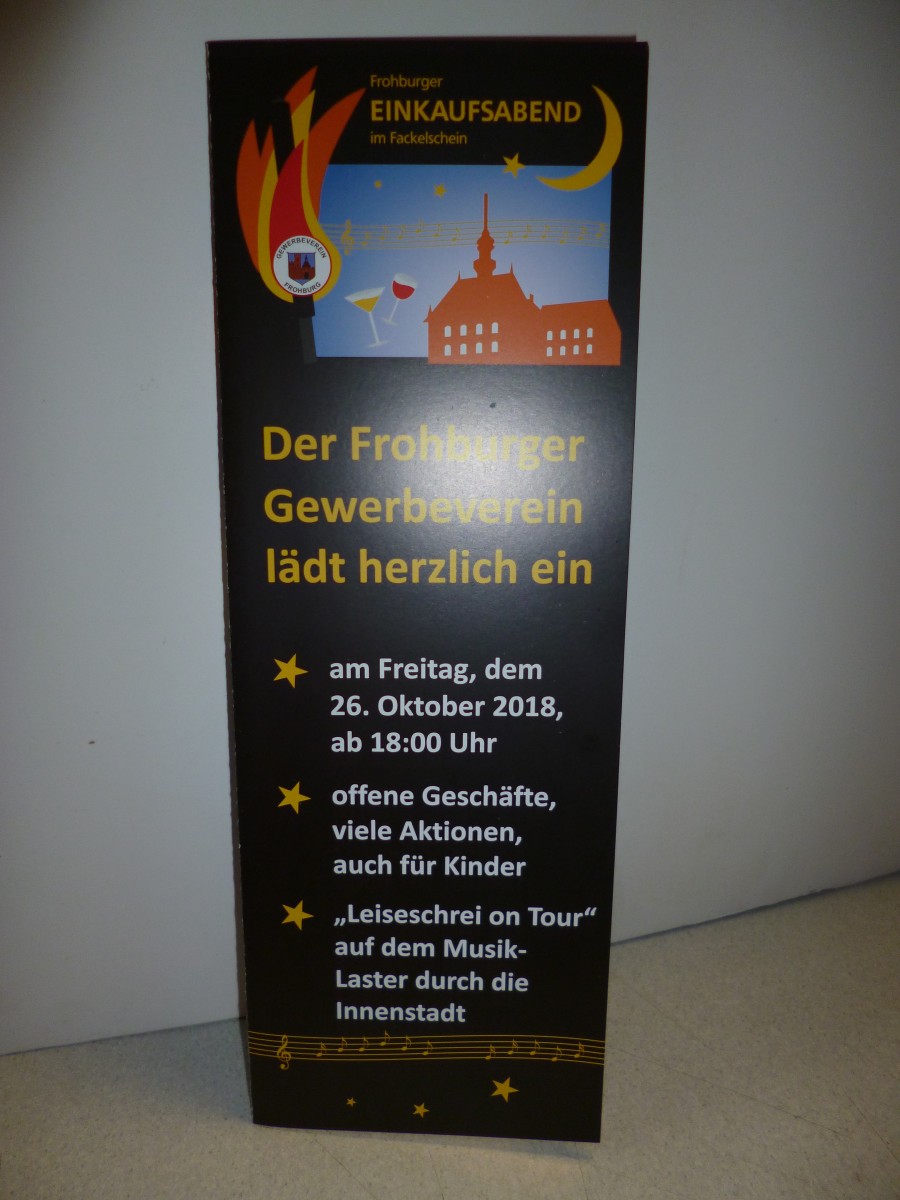 Frohburger
EINKAUFSABEND
im Fackelschein
GEWERBEVEREIN
FROHBURG
Der Frohburger
Gewerbeverein
lädt herzlich ein
am Freitag, dem
26. Oktober 2018,
ab 18:00 Uhr
offene Geschäfte,
viele Aktionen,
auch für Kinder
„Leiseschrei on Tour“
auf dem Musik-
Laster durch die
Innenstadt